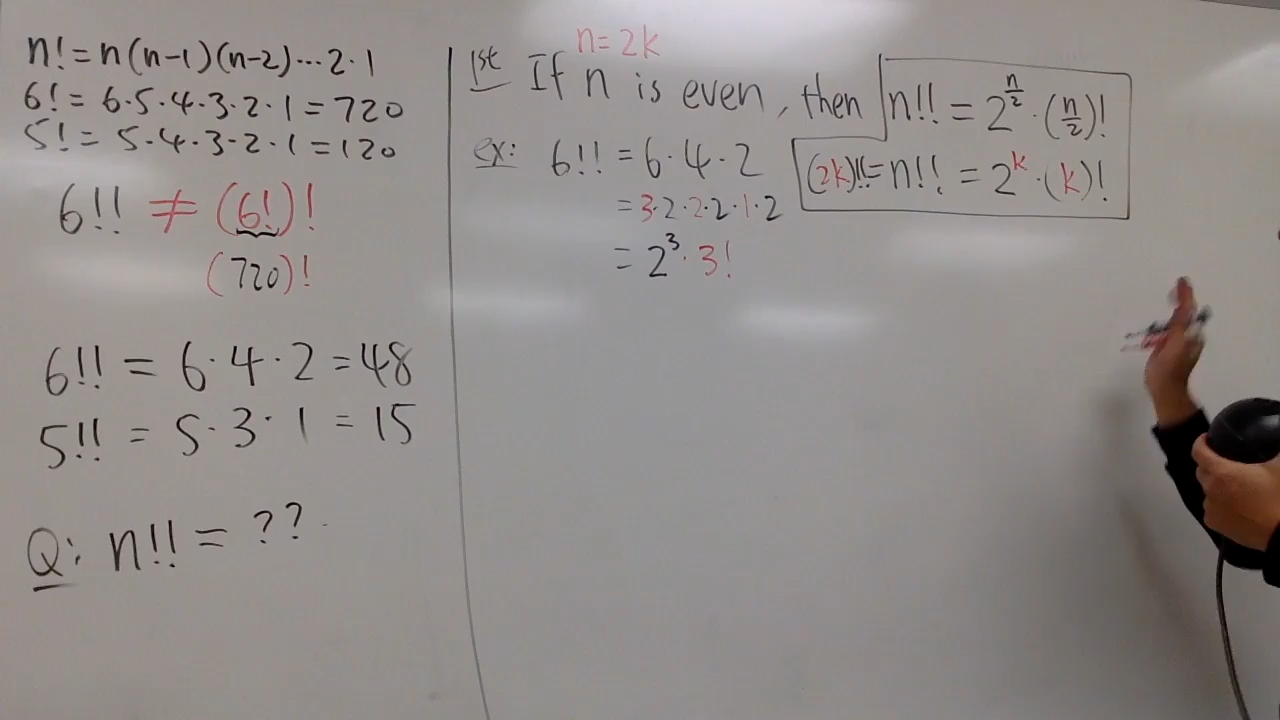 n! = n(n-1)(n-2)...2·1
6! = 6·5·4·3·2·1 = 720
5! = 5·4·3·2·1 = 120
6!! ≠ (6!)!
(720)!
6!! = 6·4·2 = 48
5!! = 5·3·1 = 15
Q: n!! = ??
n=2k
1st If n is even, then n!! = 2^(n/2)·(n/2)!
ex: 6!! = 6·4·2
(2k)!! = n!! = 2^k·(k)!
= 3·2·2·2·1·2
= 2^3·3!